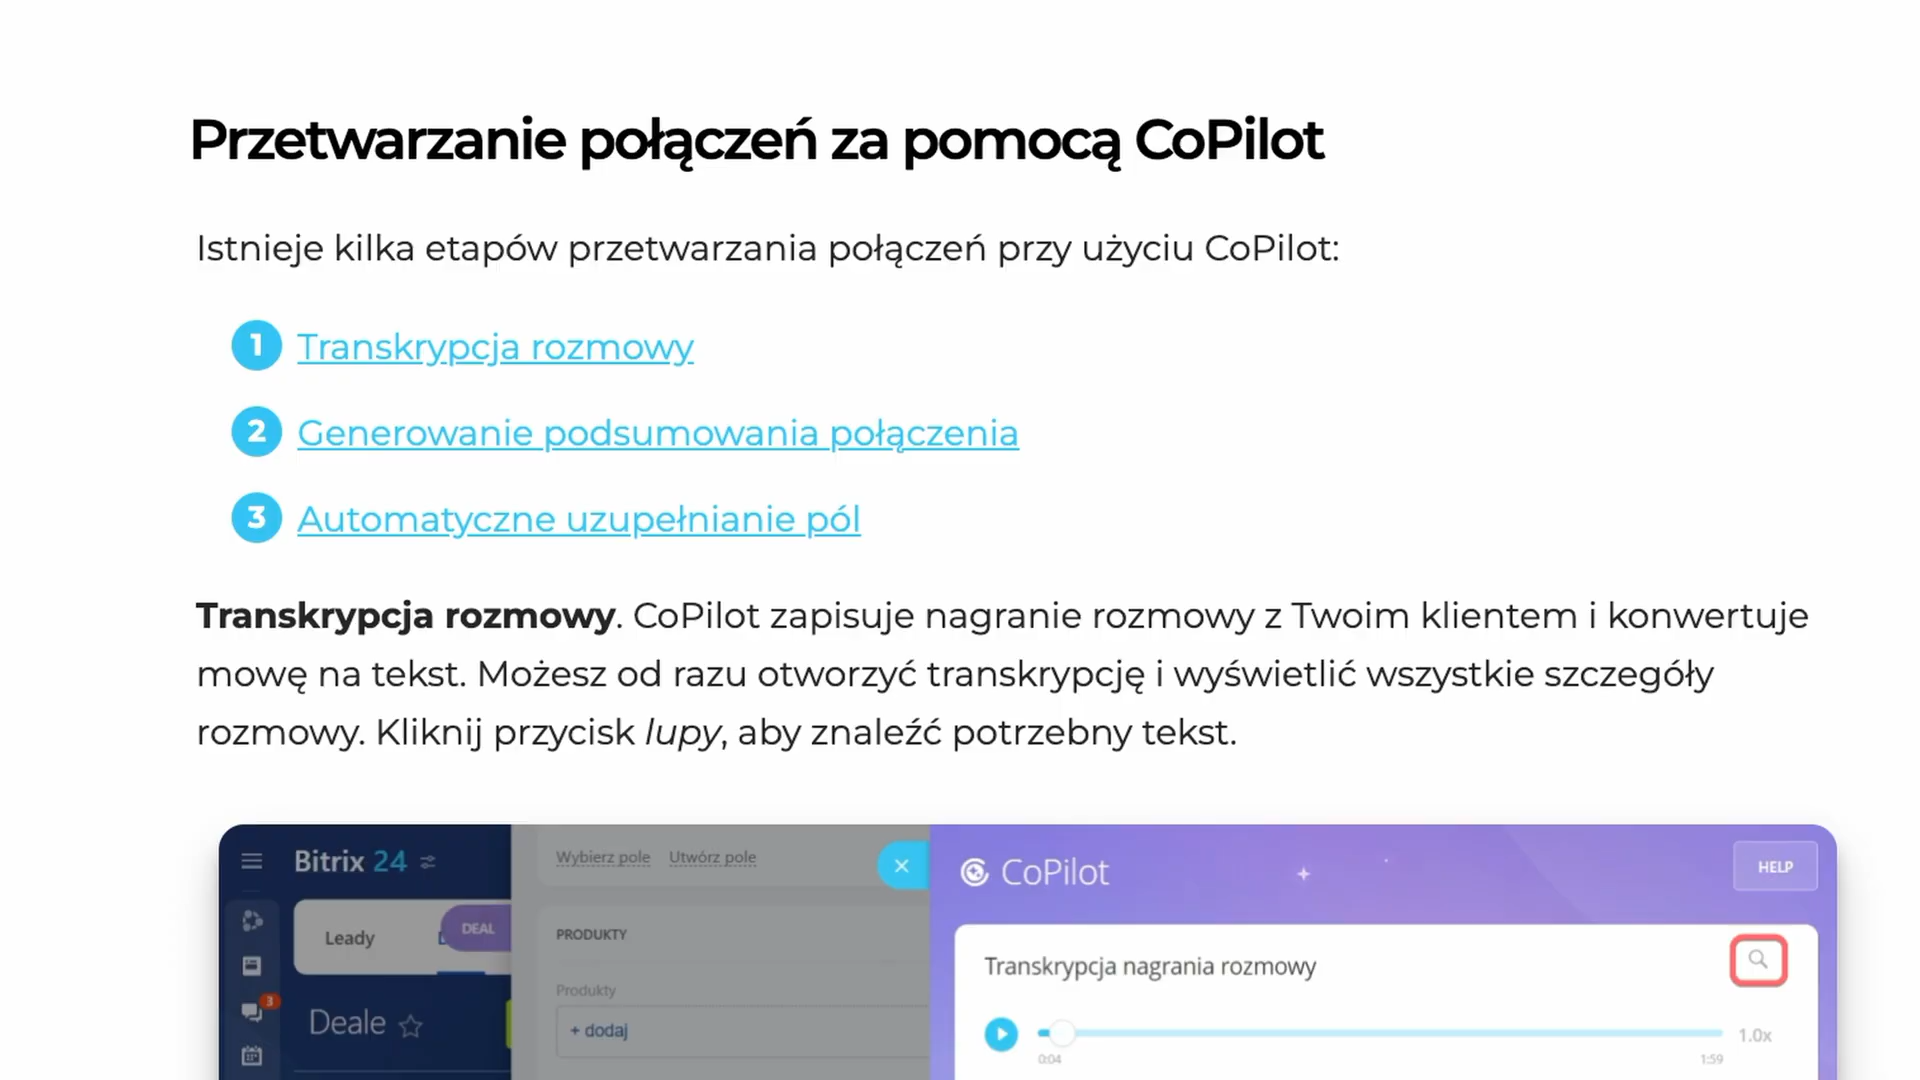 Przetwarzanie połączeń za pomocą CoPilot
Istnieje kilka etapów przetwarzania połączeń przy użyciu CoPilot:
1 Transkrypcja rozmowy
2 Generowanie podsumowania połączenia
3 Automatyczne uzupełnianie pól
Transkrypcja rozmowy. CoPilot zapisuje nagranie rozmowy z Twoim klientem i konwertuje
mowę na tekst. Możesz od razu otworzyć transkrypcję i wyświetlić wszystkie szczegóły
rozmowy. Kliknij przycisk lupy, aby znaleźć potrzebny tekst.
Bitrix 24
Leady
DEAL
3
Deale
Wybierz pole Utwórz pole
PRODUKTY
Produkty
+ dodaj
CoPilot
HELP
Transkrypcja nagrania rozmowy
1.0x
0:04 1:59